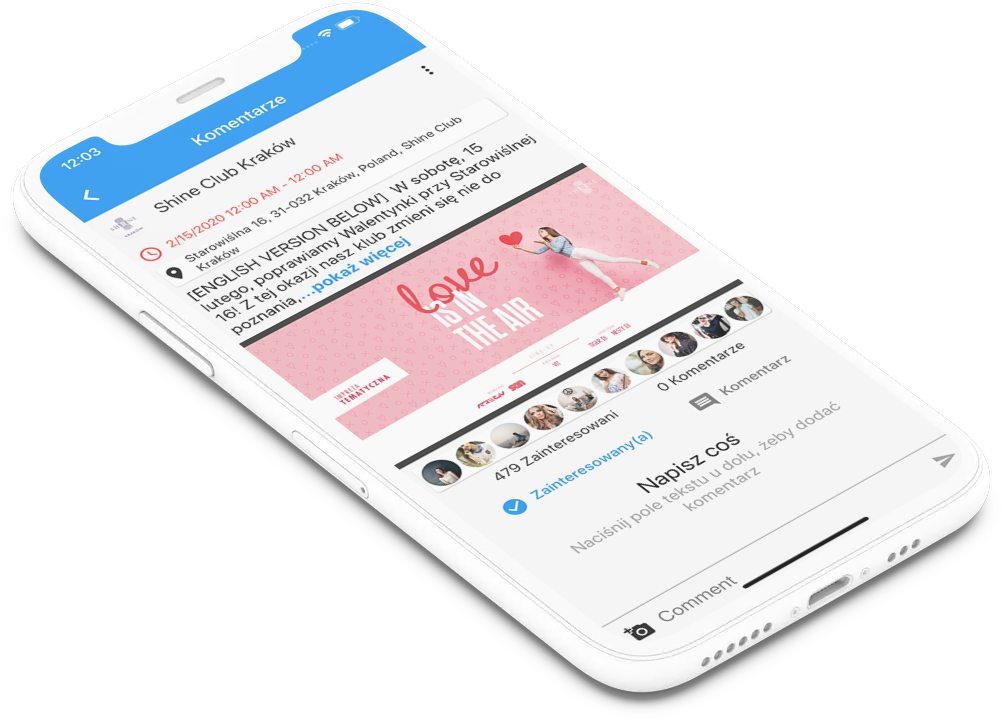 12:03
Komentarze
Shine Club Kraków
2/15/2020 12:00 AM - 12:00 AM
Starowiśina 16, 31-032 Kraków, Poland, Shine Club
Kraków
[ENGLISH VERSION BELOW] W sobotę, 15
lutego, poprawiamy Walentynki przy Starowiślnej
16! Z tej okazji nasz klub zmieni się nie do
poznania,...pokaż więcej
love
IS IN
THE AIR
IMPREZA
TEMATYCZNA
LINE UP
479 Zainteresowani
0 Komentarze
Zainteresowany(a)
Komentarz
Napisz coś
Naciśnij pole tekstu u dołu, żeby dodać
komentarz
Comment